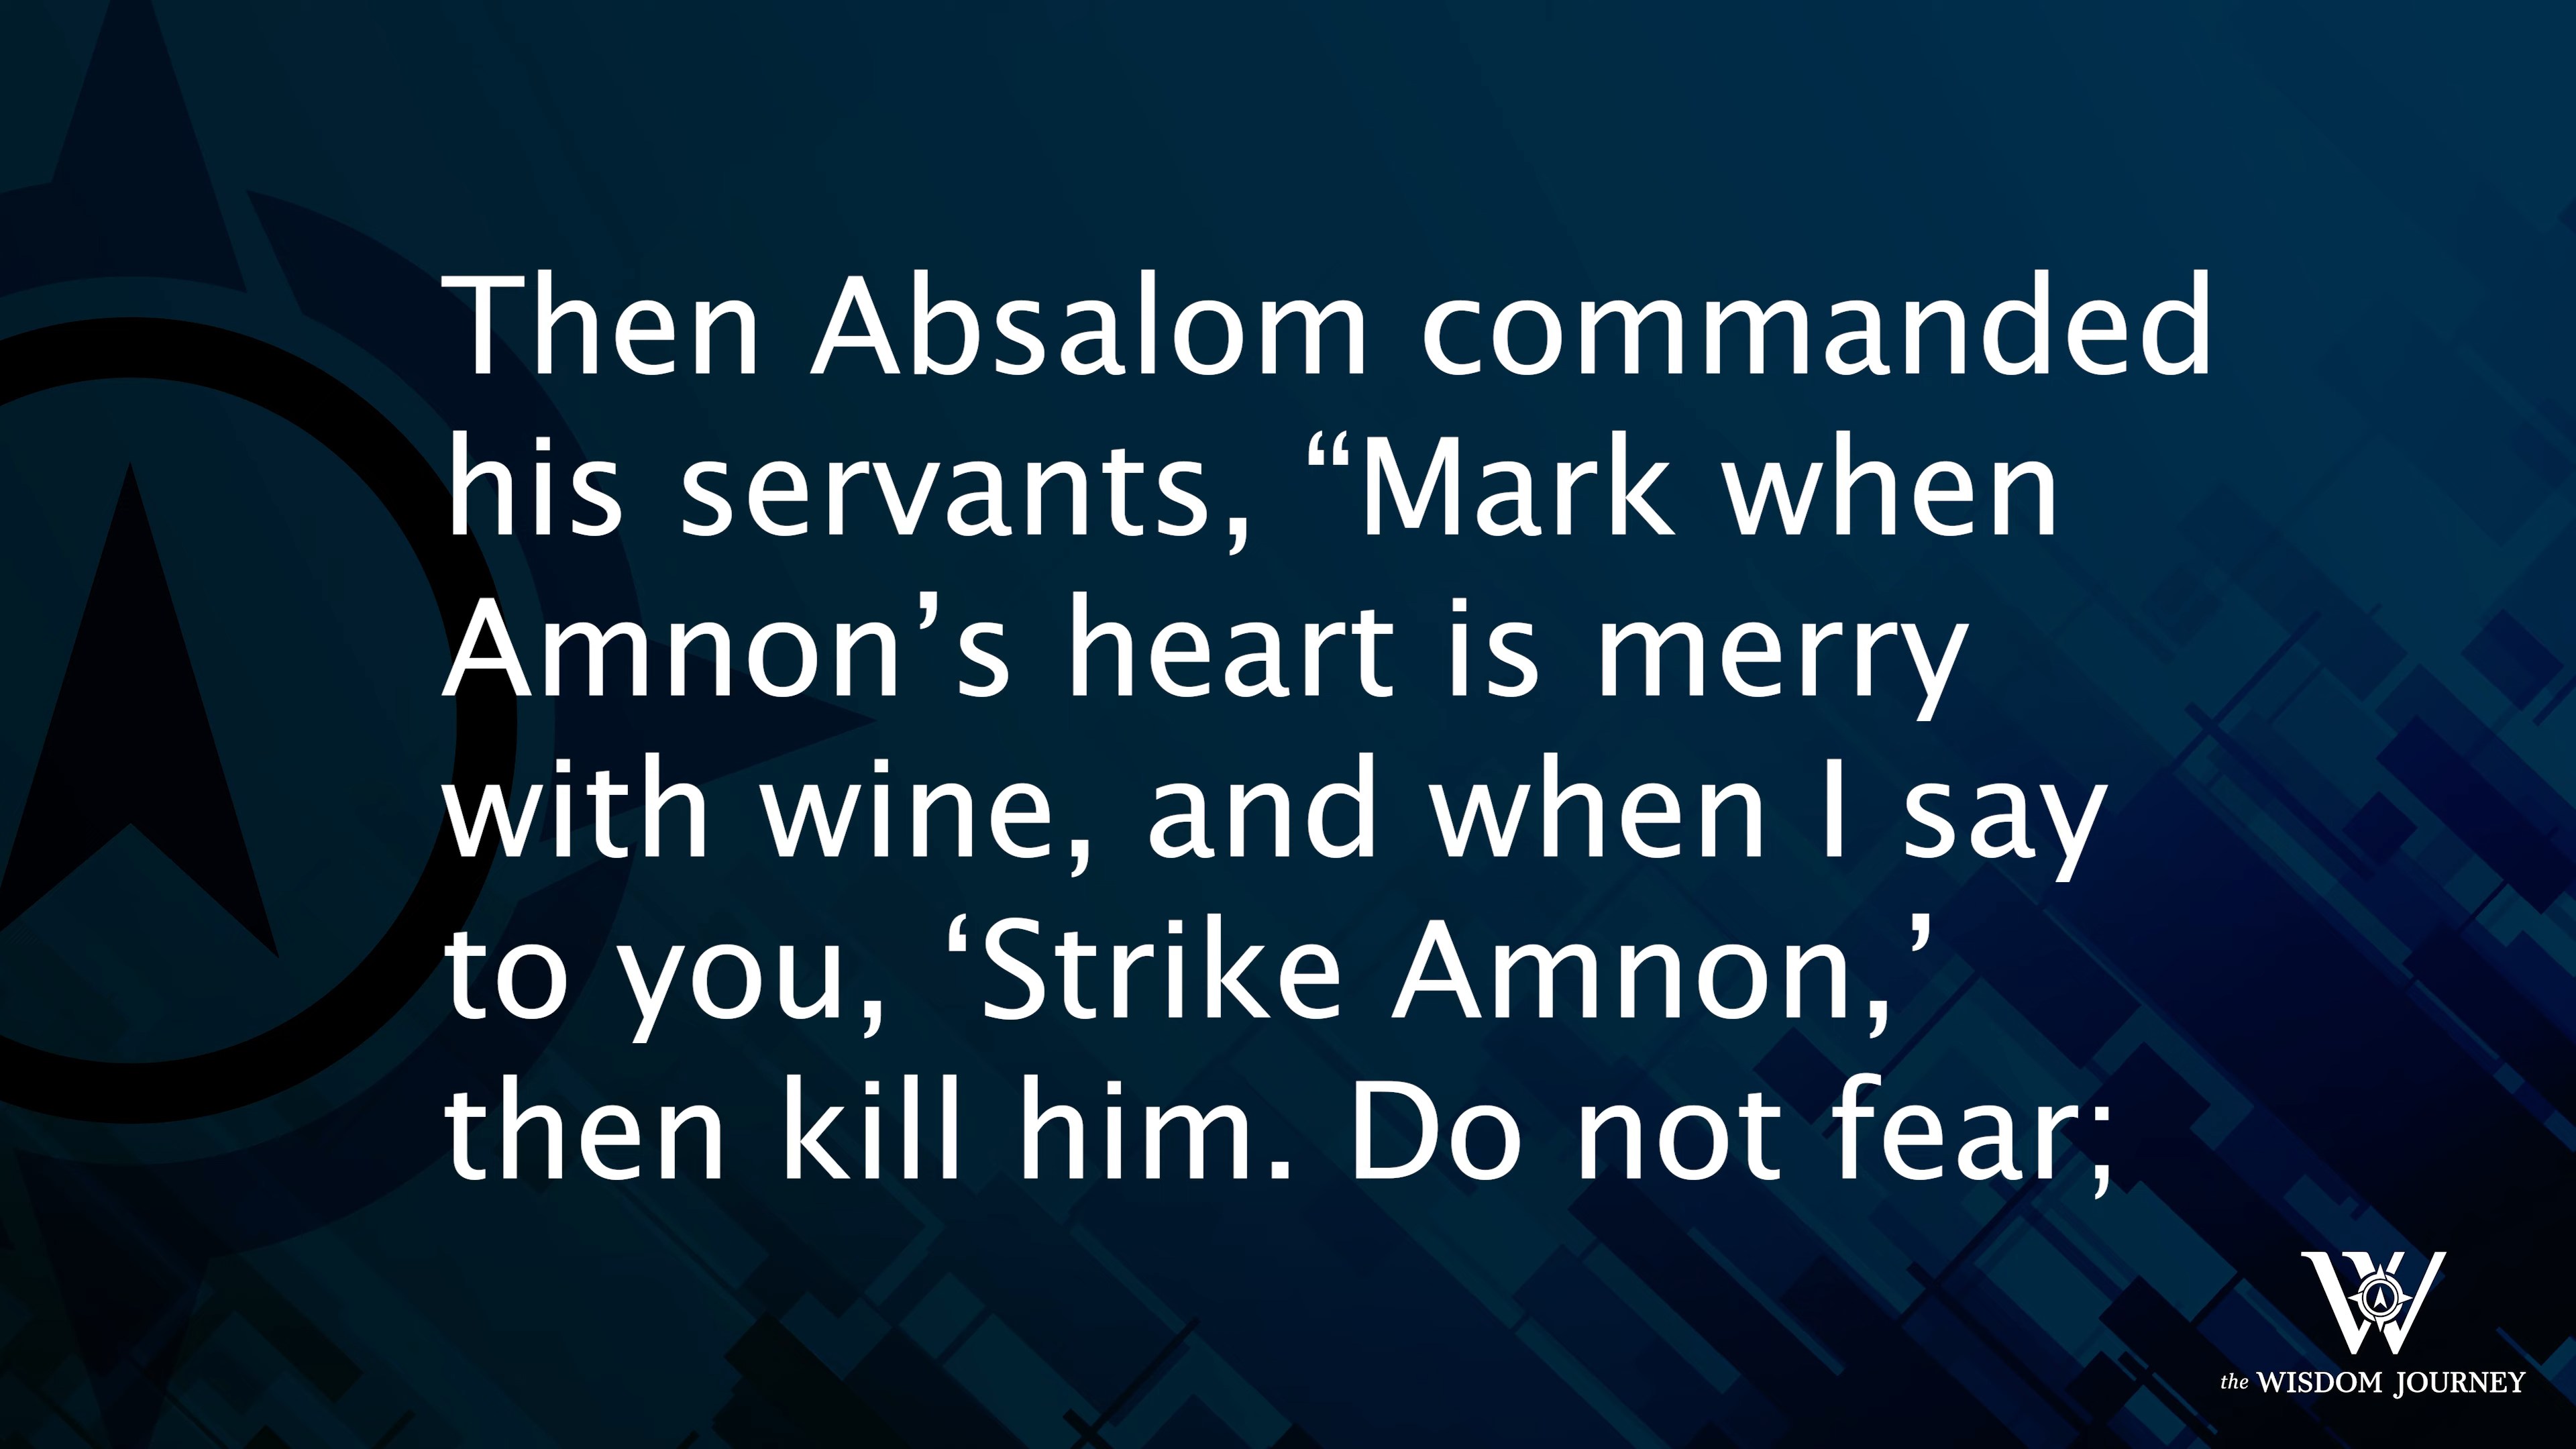 Then Absalom commanded
his servants, “Mark when
Amnon’s heart is merry
with wine, and when I say
to you, ‘Strike Amnon,’
then kill him. Do not fear;
W
the WISDOM JOURNEY